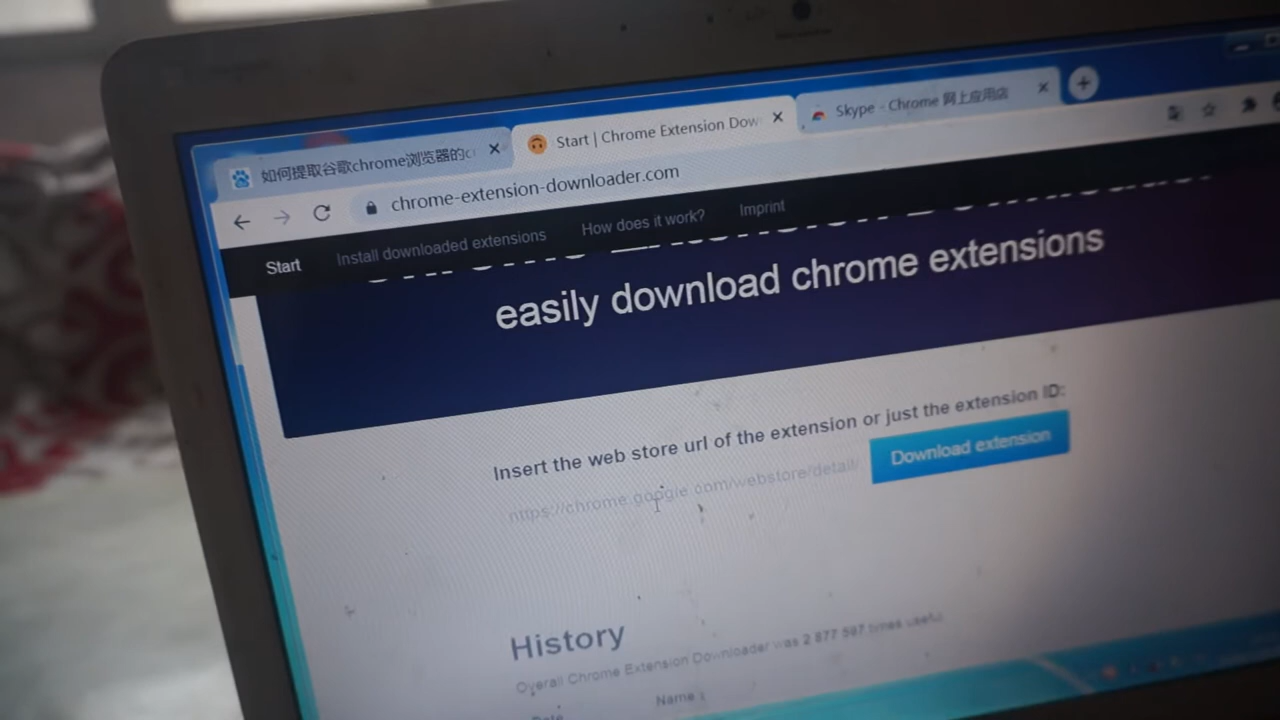 如何提取谷歌chrome浏览器的c
Start | Chrome Extension Dow
Skype - Chrome 网上应用店
chrome-extension-downloader.com
Start
Install downloaded extensions
How does it work?
Imprint
easily download chrome extensions
Insert the web store url of the extension or just the extension ID:
https://chrome.google.com/webstore/detail/
Download extension
History
Overall Chrome Extension Downloader was 2 877 597 times useful.
Date
Name